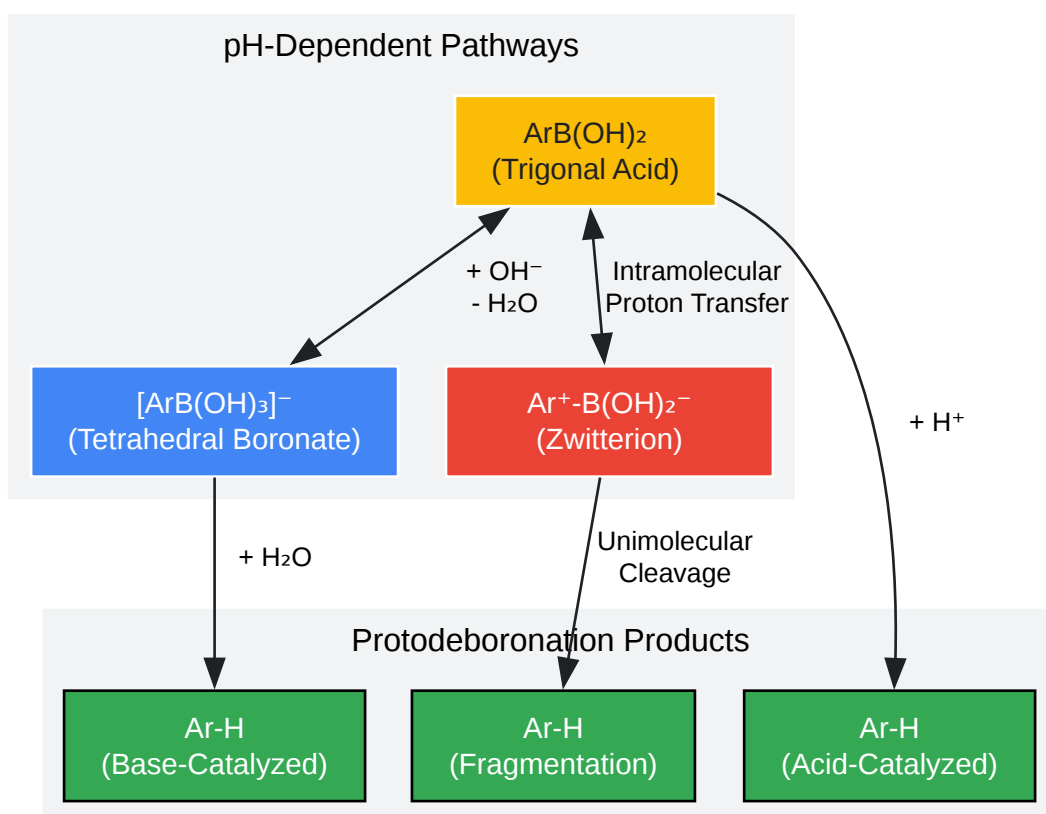 pH-Dependent Pathways
ArB(OH)₂
(Trigonal Acid)
+ OH⁻
- H₂O
Intramolecular
Proton Transfer
[ArB(OH)₃]⁻
(Tetrahedral Boronate)
Ar⁺-B(OH)₂⁻
(Zwitterion)
+ H⁺
+ H₂O
Unimolecular
Cleavage
Protodeboronation Products
Ar-H
(Base-Catalyzed)
Ar-H
(Fragmentation)
Ar-H
(Acid-Catalyzed)